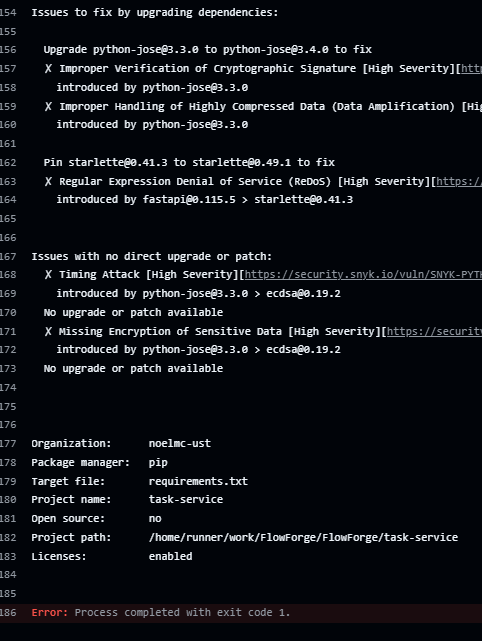 154 Issues to fix by upgrading dependencies:
155
156 Upgrade python-jose@3.3.0 to python-jose@3.4.0 to fix
157 ✗ Improper Verification of Cryptographic Signature [High Severity][htt
158 introduced by python-jose@3.3.0
159 ✗ Improper Handling of Highly Compressed Data (Data Amplification) [Hig
160 introduced by python-jose@3.3.0
161
162 Pin starlette@0.41.3 to starlette@0.49.1 to fix
163 ✗ Regular Expression Denial of Service (ReDoS) [High Severity][https:/
164 introduced by fastapi@0.115.5 > starlette@0.41.3
165
166
167 Issues with no direct upgrade or patch:
168 ✗ Timing Attack [High Severity][https://security.snyk.io/vuln/SNYK-PYTH
169 introduced by python-jose@3.3.0 > ecdsa@0.19.2
170 No upgrade or patch available
171 ✗ Missing Encryption of Sensitive Data [High Severity][https://security
172 introduced by python-jose@3.3.0 > ecdsa@0.19.2
173 No upgrade or patch available
174
175
176
177 Organization: noelmc-ust
178 Package manager: pip
179 Target file: requirements.txt
180 Project name: task-service
181 Open source: no
182 Project path: /home/runner/work/FlowForge/FlowForge/task-service
183 Licenses: enabled
184
185
186 Error: Process completed with exit code 1.